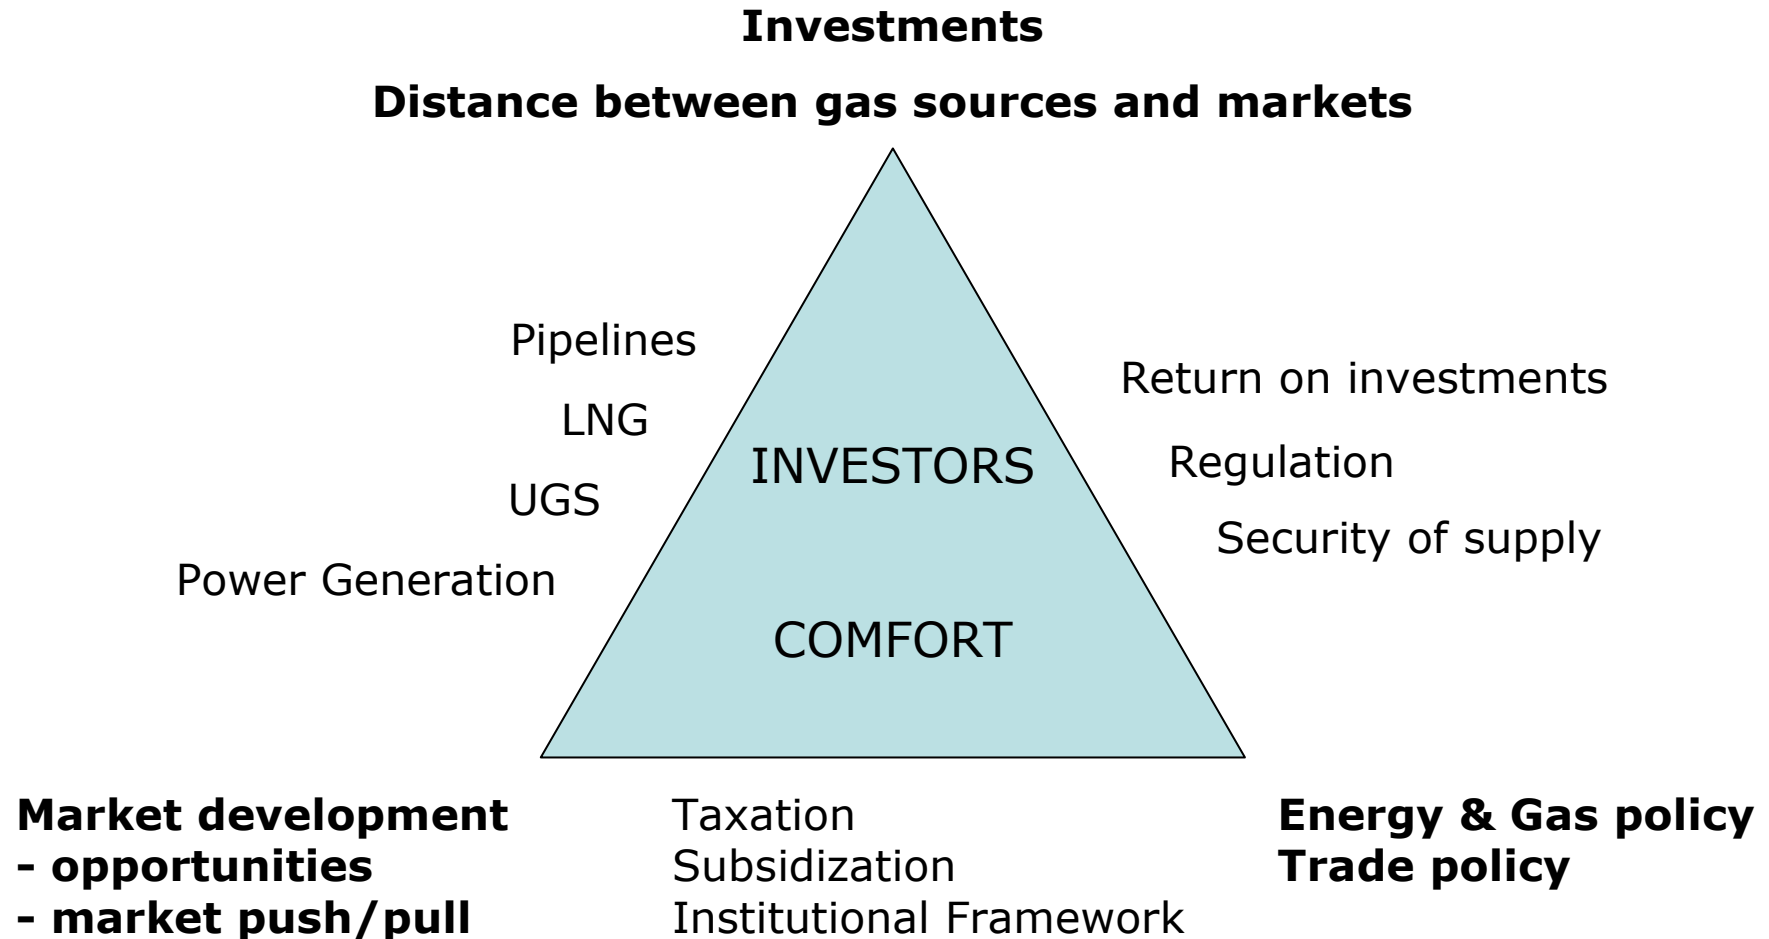 Investments
Distance between gas sources and markets
Pipelines
LNG
UGS
Power Generation
INVESTORS
COMFORT
Return on investments
Regulation
Security of supply
Market development
- opportunities
- market push/pull
Taxation
Subsidization
Institutional Framework
Energy & Gas policy
Trade policy